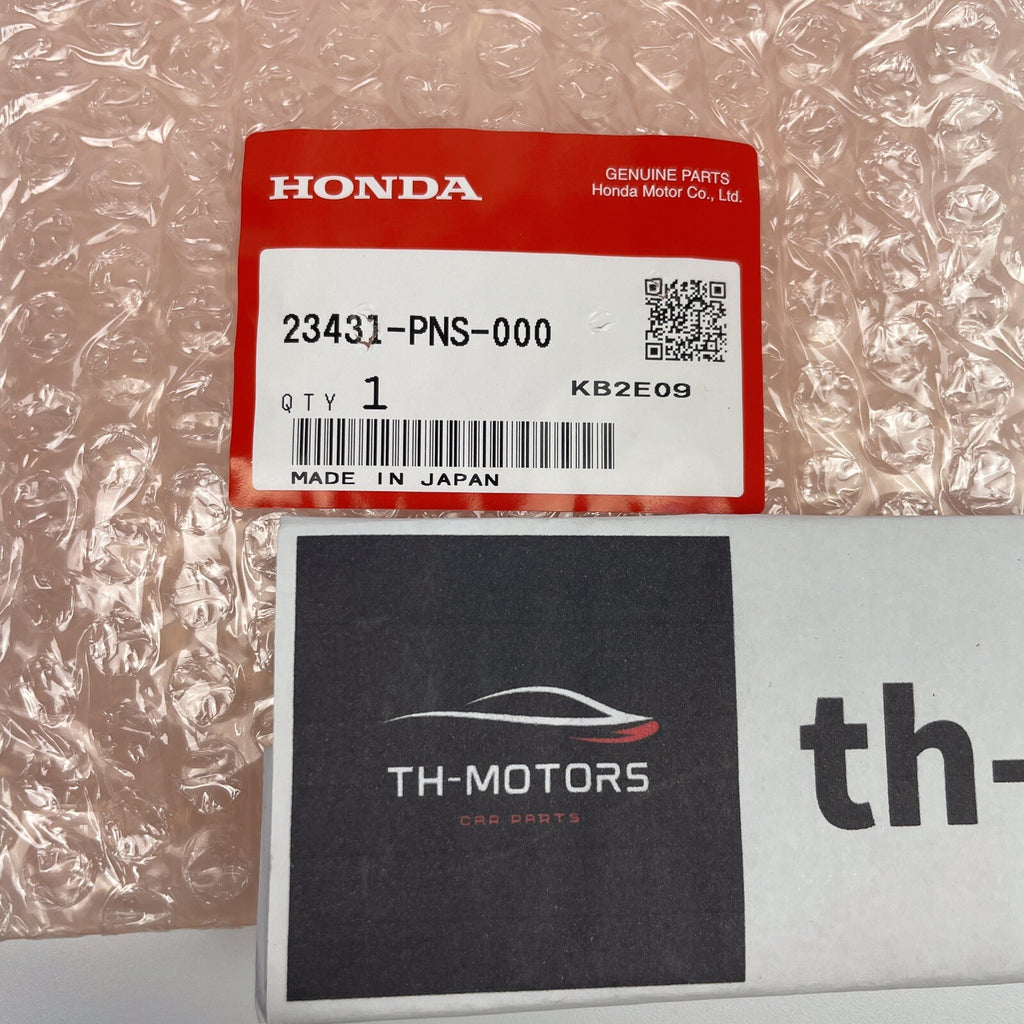 HONDA
GENUINE PARTS
Honda Motor Co., Ltd.
23431-PNS-000
QTY 1
KB2E09
MADE IN JAPAN
TH-MOTORS
CAR PARTS
th-